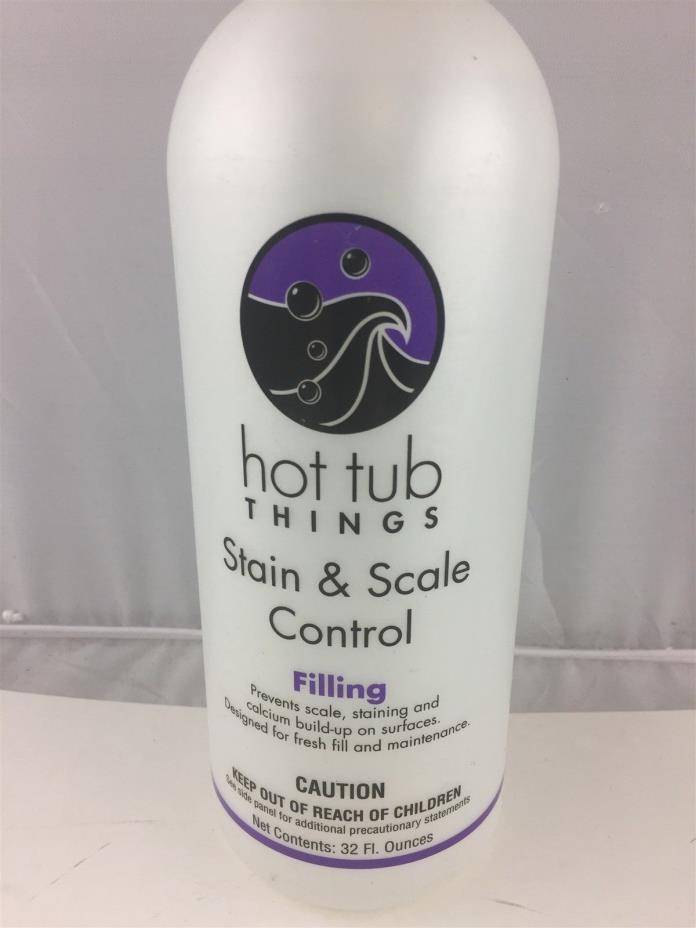 hot tub
THINGS
Stain & Scale
Control
Filling
Prevents scale, staining and
calcium build-up on surfaces.
Designed for fresh fill and maintenance.
CAUTION
KEEP OUT OF REACH OF CHILDREN
See side panel for additional precautionary statements
Net Contents: 32 Fl. Ounces